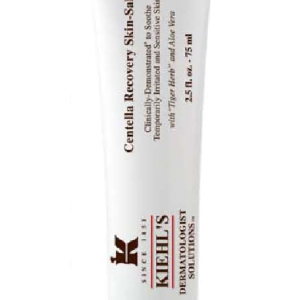 Centella Recovery Skin-Sal
Clinically-Demonstrated* to Soothe
Temporarily Irritated and Sensitive Skin
with "Tiger Herb" and Aloe Vera
2.5 fl. oz. - 75 ml
K
SINCE 1851
KIEHL'S
DERMATOLOGIST
SOLUTIONS™